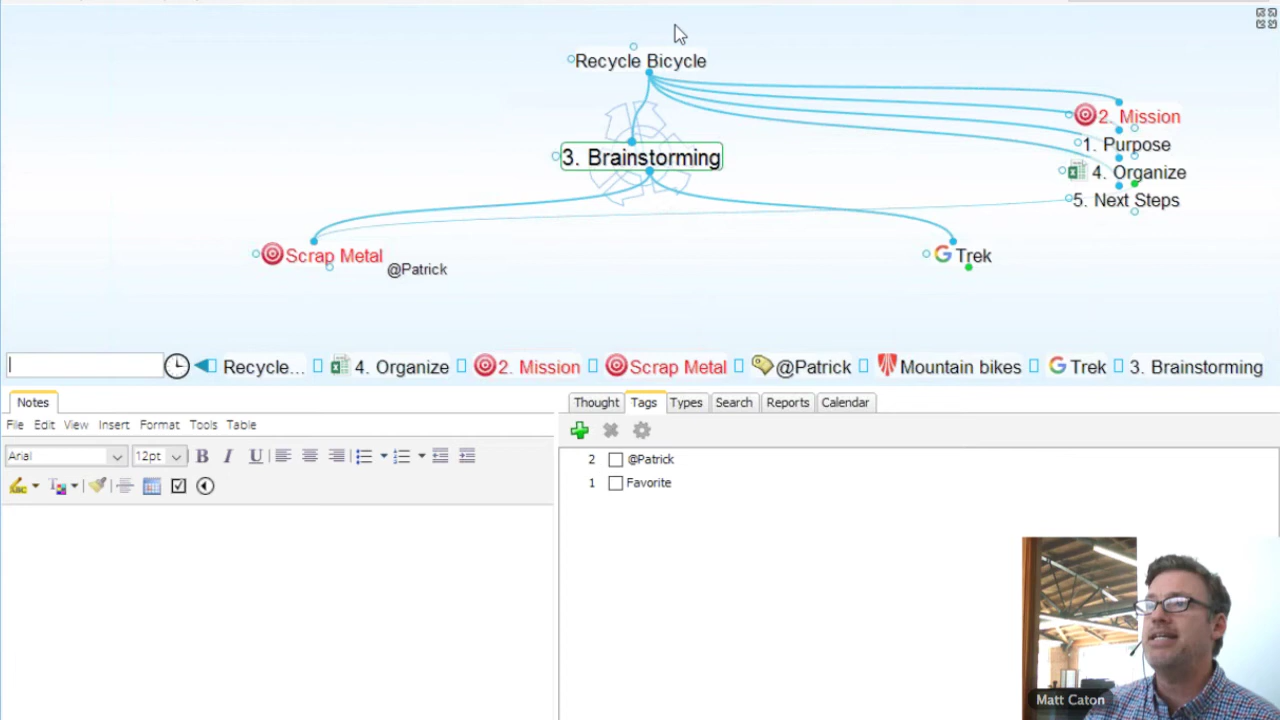 Recycle Bicycle
2. Mission
1. Purpose
3. Brainstorming
4. Organize
5. Next Steps
Scrap Metal
@Patrick
Trek
Recycle... 4. Organize 2. Mission Scrap Metal @Patrick Mountain bikes Trek 3. Brainstorming
Notes
Thought Tags Types Search Reports Calendar
File Edit View Insert Format Tools Table
Arial 12pt B I U
ABC
2 @Patrick
1 Favorite
Matt Caton